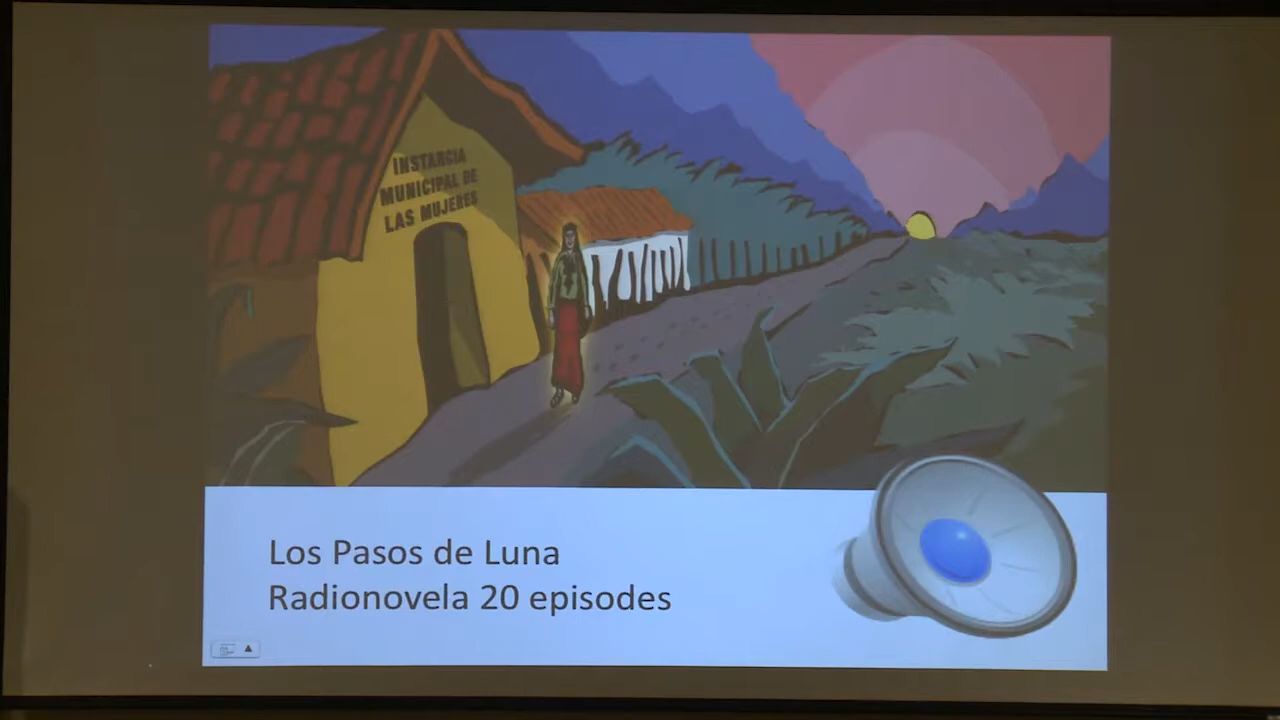 INSTANCIA
MUNICIPAL DE
LAS MUJERES
Los Pasos de Luna
Radionovela 20 episodes